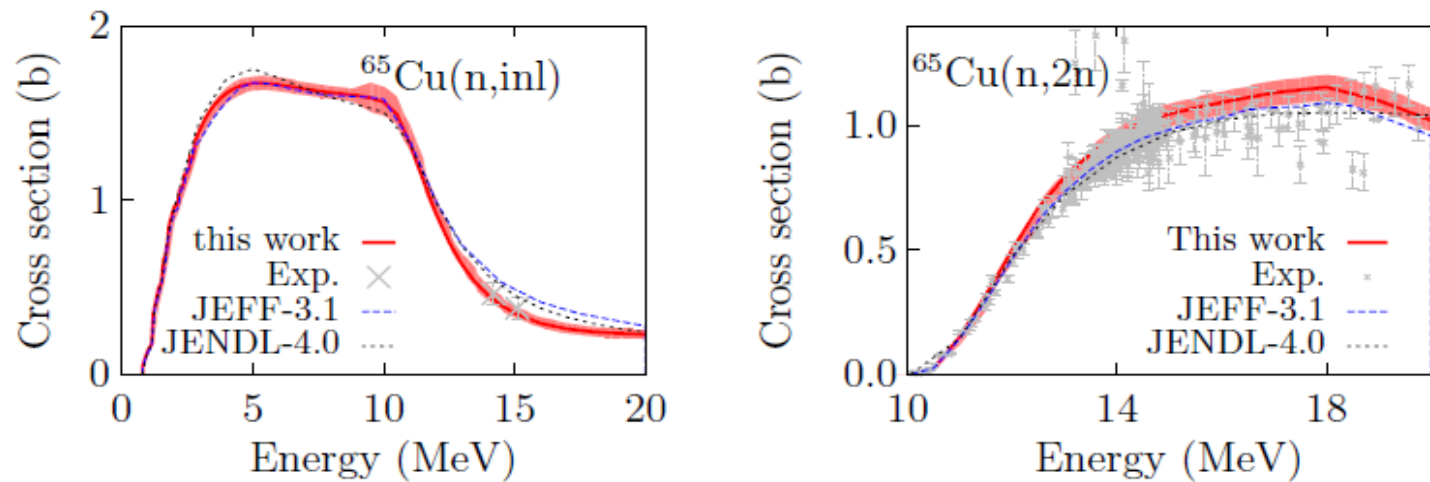 2
1
0
Cross section (b)
⁶⁵Cu(n,inl)
this work
Exp.
JEFF-3.1
JENDL-4.0
0 5 10 15 20
Energy (MeV)
1.0
0.5
0.0
Cross section (b)
⁶⁵Cu(n,2n)
This work
Exp.
JEFF-3.1
JENDL-4.0
10 14 18
Energy (MeV)